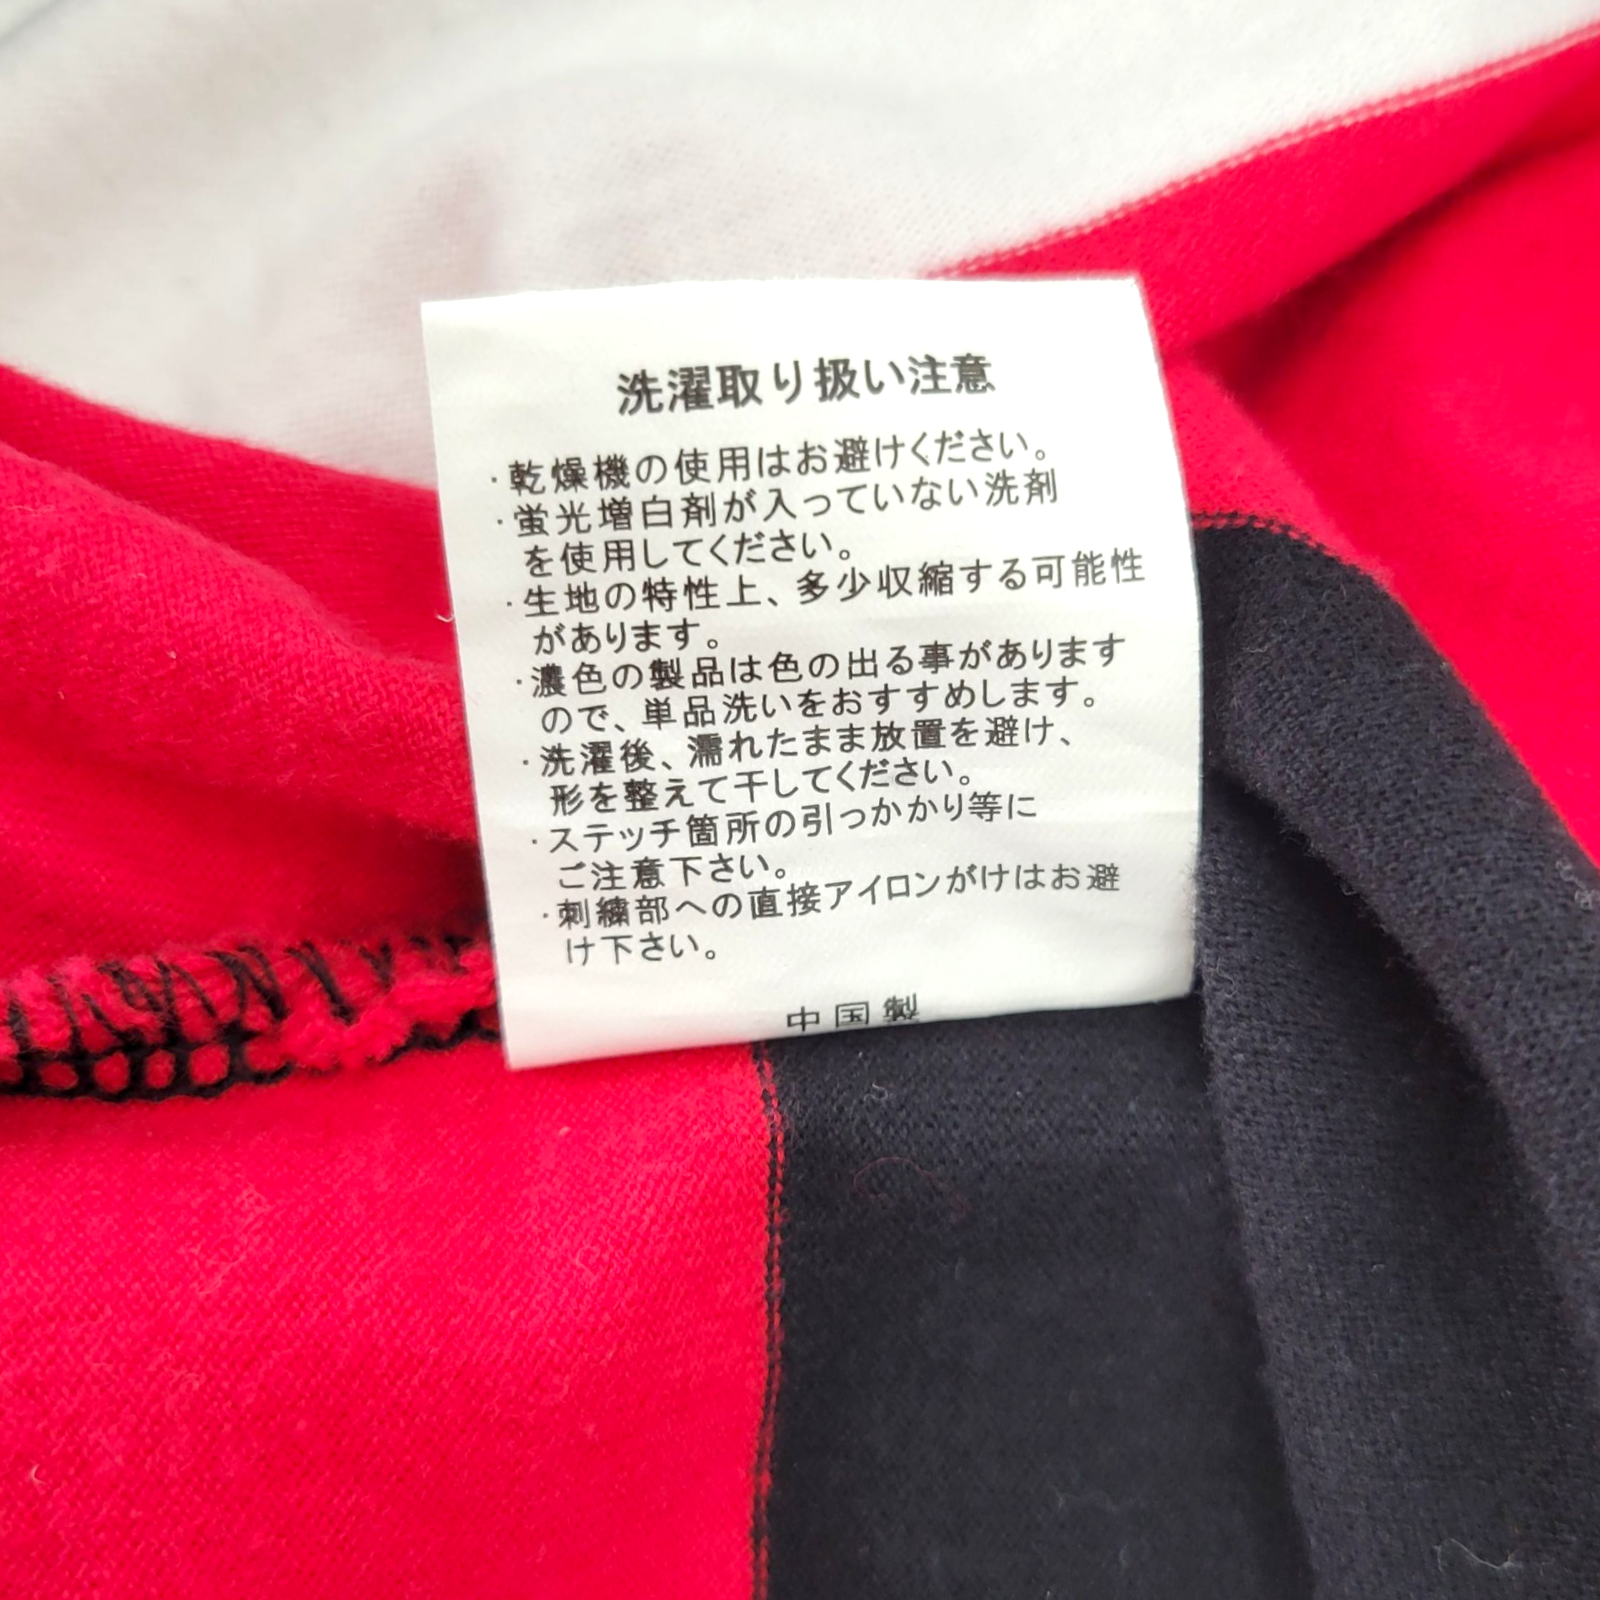 洗濯取り扱い注意
・乾燥機の使用はお避けください。
・蛍光増白剤が入っていない洗剤
を使用してください。
・生地の特性上、多少収縮する可能性
があります。
・濃色の製品は色の出る事があります
ので、単品洗いをおすすめします。
・洗濯後、濡れたまま放置を避け、
形を整えて干してください。
・ステッチ箇所の引っかかり等に
ご注意下さい。
・刺繍部への直接アイロンがけはお避
け下さい。
中国製